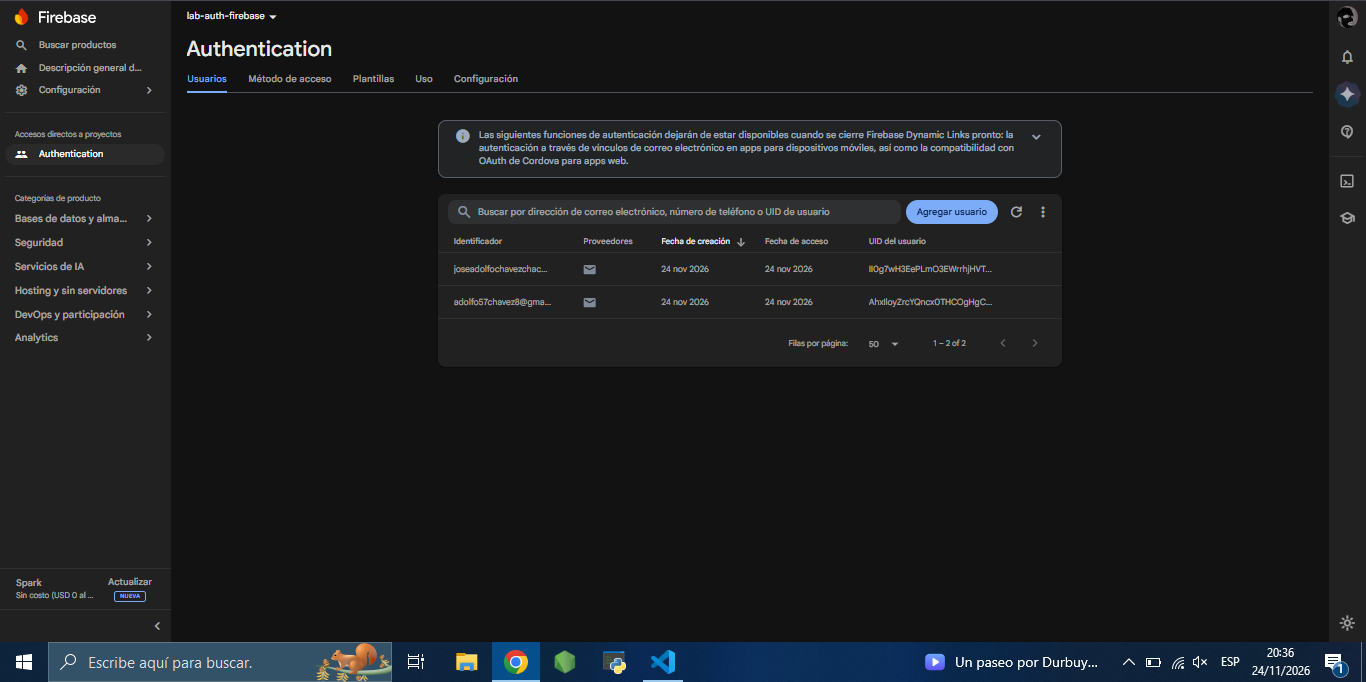 Firebase
Buscar productos
Descripción general d...
Configuración
Accesos directos a proyectos
Authentication
Categorías de producto
Bases de datos y alma...
Seguridad
Servicios de IA
Hosting y sin servidores
DevOps y participación
Analytics
Spark
Sin costo (USD 0 al ...
Actualizar
NUEVA
lab-auth-firebase
Authentication
Usuarios Método de acceso Plantillas Uso Configuración
Las siguientes funciones de autenticación dejarán de estar disponibles cuando se cierre Firebase Dynamic Links pronto: la
autenticación a través de vínculos de correo electrónico en apps para dispositivos móviles, así como la compatibilidad con
OAuth de Cordova para apps web.
Buscar por dirección de correo electrónico, número de teléfono o UID de usuario Agregar usuario
Identificador Proveedores Fecha de creación Fecha de acceso UID del usuario
joseadolfochavezchac... 24 nov 2026 24 nov 2026
adolfo57chavez8@gma... 24 nov 2026 24 nov 2026
Filas por página: 50 1 – 2 of 2
Escribe aquí para buscar.
Un paseo por Durbuy...
ESP
20:36
24/11/2026
1